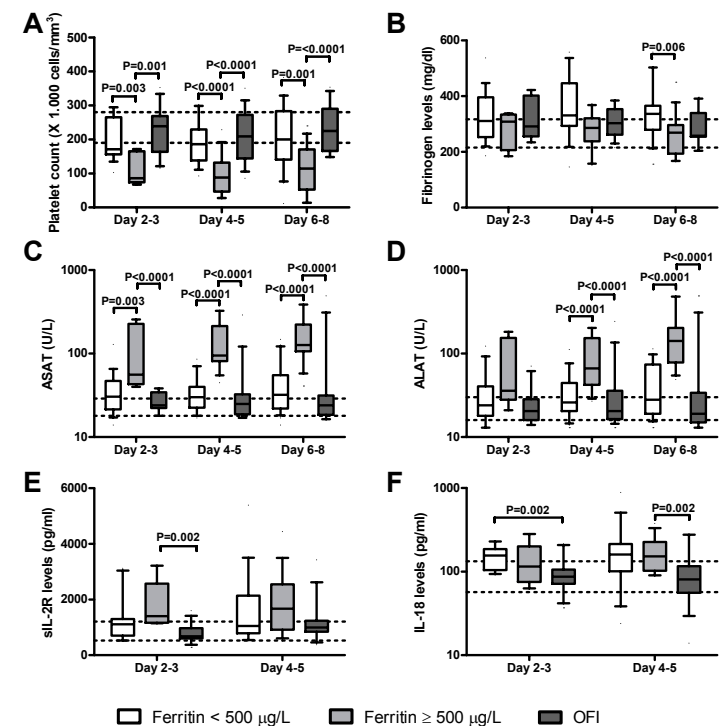 A
Platelet count (X 1.000 cells/mm³)
500
400
300
200
100
0
P=0.003
P=0.001
P<0.0001
P<0.0001
P=0.001
P=<0.0001
Day 2-3 Day 4-5 Day 6-8
B
Fibrinogen levels (mg/dl)
600
400
200
0
P=0.006
Day 2-3 Day 4-5 Day 6-8
C
ASAT (U/L)
1000
100
10
P=0.003
P<0.0001
P<0.0001
P<0.0001
P<0.0001
P<0.0001
Day 2-3 Day 4-5 Day 6-8
D
ALAT (U/L)
1000
100
10
P<0.0001
P<0.0001
P<0.0001
P<0.0001
Day 2-3 Day 4-5 Day 6-8
E
sIL-2R levels (pg/ml)
6000
4000
2000
0
P=0.002
Day 2-3 Day 4-5
F
IL-18 levels (pg/ml)
1000
100
10
P=0.002
P=0.002
Day 2-3 Day 4-5
Ferritin < 500 μg/L Ferritin ≥ 500 μg/L OFI